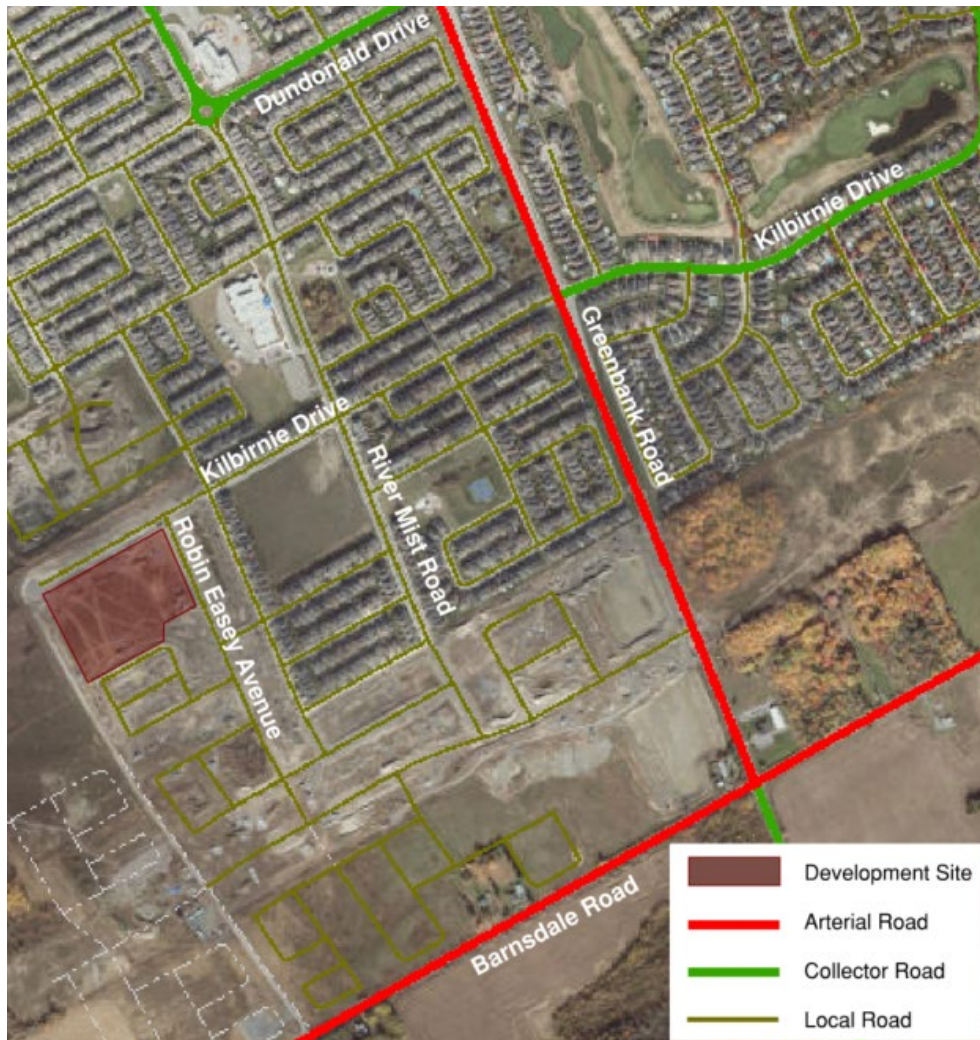 Dundonald Drive
Kilbirnie Drive
Greenbank Road
Kilbirnie Drive
River Mist Road
Robin Easey Avenue
Barnsdale Road
Development Site
Arterial Road
Collector Road
Local Road